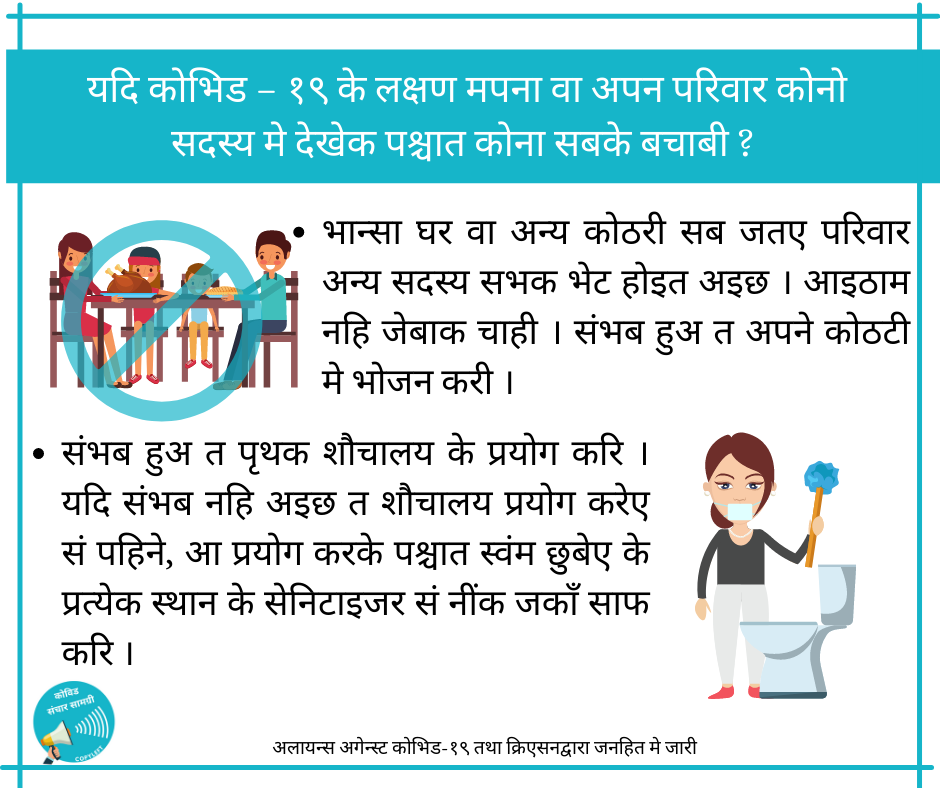 यदि कोभिड – १९ के लक्षण मपना वा अपन परिवार कोनो
सदस्य मे देखेक पश्चात कोना सबके बचाबी ?
• भान्सा घर वा अन्य कोठरी सब जतए परिवार
अन्य सदस्य सभक भेट होइत अइछ । आइठाम
नहि जेबाक चाही । संभब हुअ त अपने कोठटी
मे भोजन करी ।
• संभब हुअ त पृथक शौचालय के प्रयोग करि ।
यदि संभब नहि अइछ त शौचालय प्रयोग करेए
सं पहिने, आ प्रयोग करके पश्चात स्वंम छुबेए के
प्रत्येक स्थान के सेनिटाइजर सं नींक जकाँ साफ
करि ।
कोविड
संचार सामग्री
COPYLEFT
अलायन्स अगेन्स्ट कोभिड-१९ तथा क्रिएसनद्वारा जनहित मे जारी